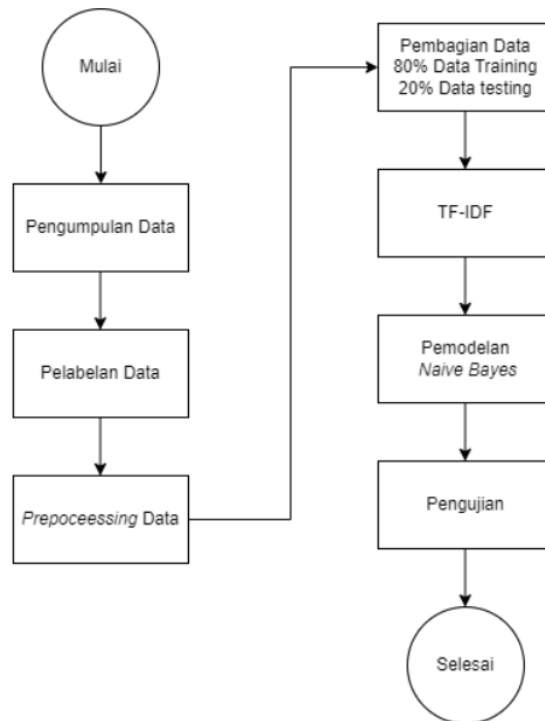 Mulai
Pengumpulan Data
Pelabelan Data
Prepoceessing Data
Pembagian Data
80% Data Training
20% Data testing
TF-IDF
Pemodelan
Naive Bayes
Pengujian
Selesai